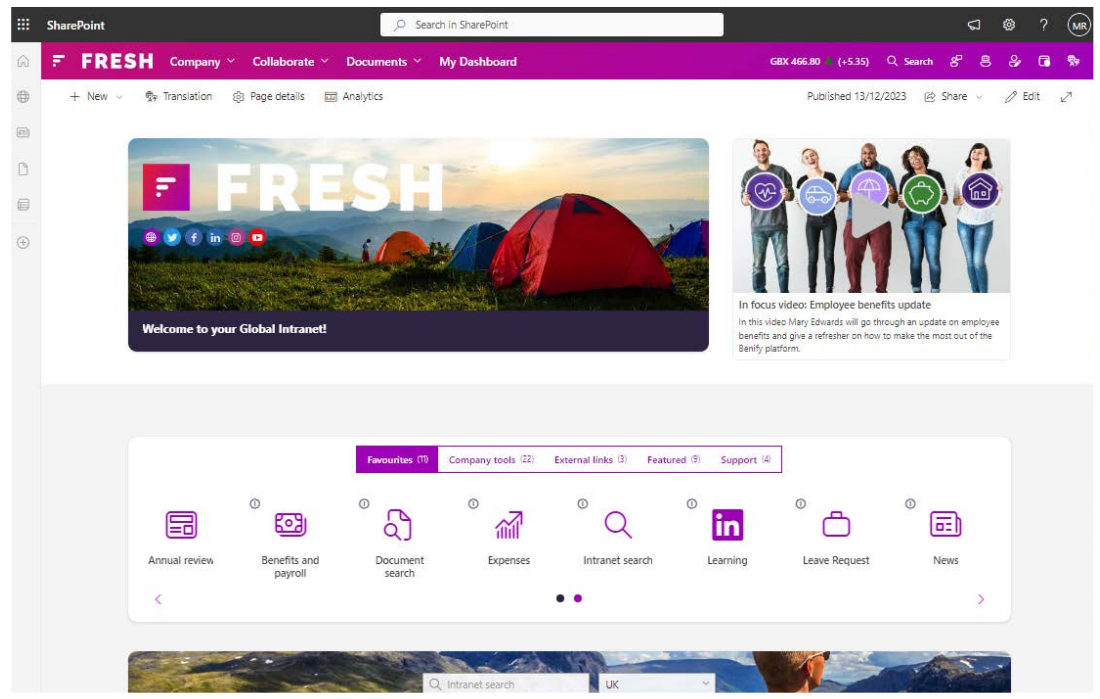 SharePoint
Search in SharePoint
?
MR
FRESH
Company
Collaborate
Documents
My Dashboard
GBX 466.80 (+5.35)
Search
+ New
Translation
Page details
Analytics
Published 13/12/2023
Share
Edit
FRESH
Welcome to your Global Intranet!
In focus video: Employee benefits update
In this video Mary Edwards will go through an update on employee
benefits and give a refresher on how to make the most out of the
Benify platform.
Favourites (11)
Company tools (22)
External links (3)
Featured (9)
Support (4)
Annual review
Benefits and
payroll
Document
search
Expenses
Intranet search
in
Learning
Leave Request
News
Intranet search
UK